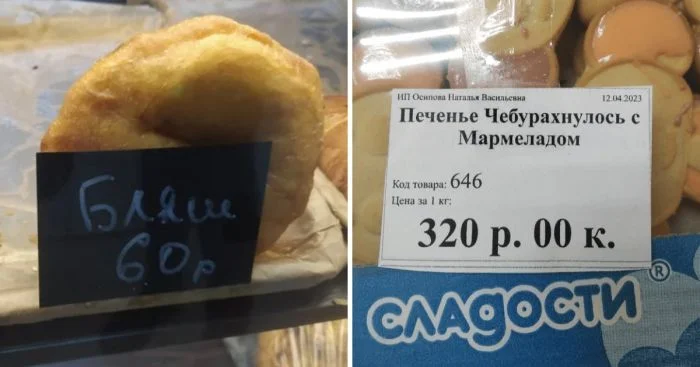 Бляш
60р
ИП Осипова Наталья Васильевна 12.04.2023
Печенье Чебурахнулось с
Мармеладом
Код товара: 646
Цена за 1 кг:
320 р. 00 к.
СЛАДОСТИ®